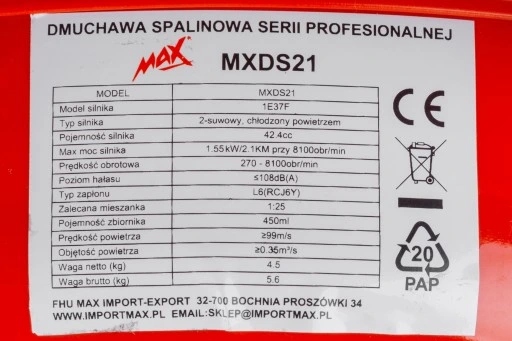 DMUCHAWA SPALINOWA SERII PROFESIONALNEJ
MAX MXDS21
MODEL MXDS21
Model silnika 1E37F
Typ silnika 2-suwowy, chłodzony powietrzem
Pojemność silnika 42.4cc
Max moc silnika 1.55kW/2.1KM przy 8100obr/min
Prędkość obrotowa 270 - 8100obr/min
Poziom hałasu ≤108dB(A)
Typ zapłonu L6(RCJ6Y)
Zalecana mieszanka 1:25
Pojemność zbiornika 450ml
Prędkość powietrza ≥99m/s
Objętość powietrza ≥0.35m³/s
Waga netto (kg) 4.5
Waga brutto (kg) 5.6
CE
20
PAP
FHU MAX IMPORT-EXPORT 32-700 BOCHNIA PROSZÓWKI 34
WWW.IMPORTMAX.PL EMAIL:SKLEP@IMPORTMAX.PL